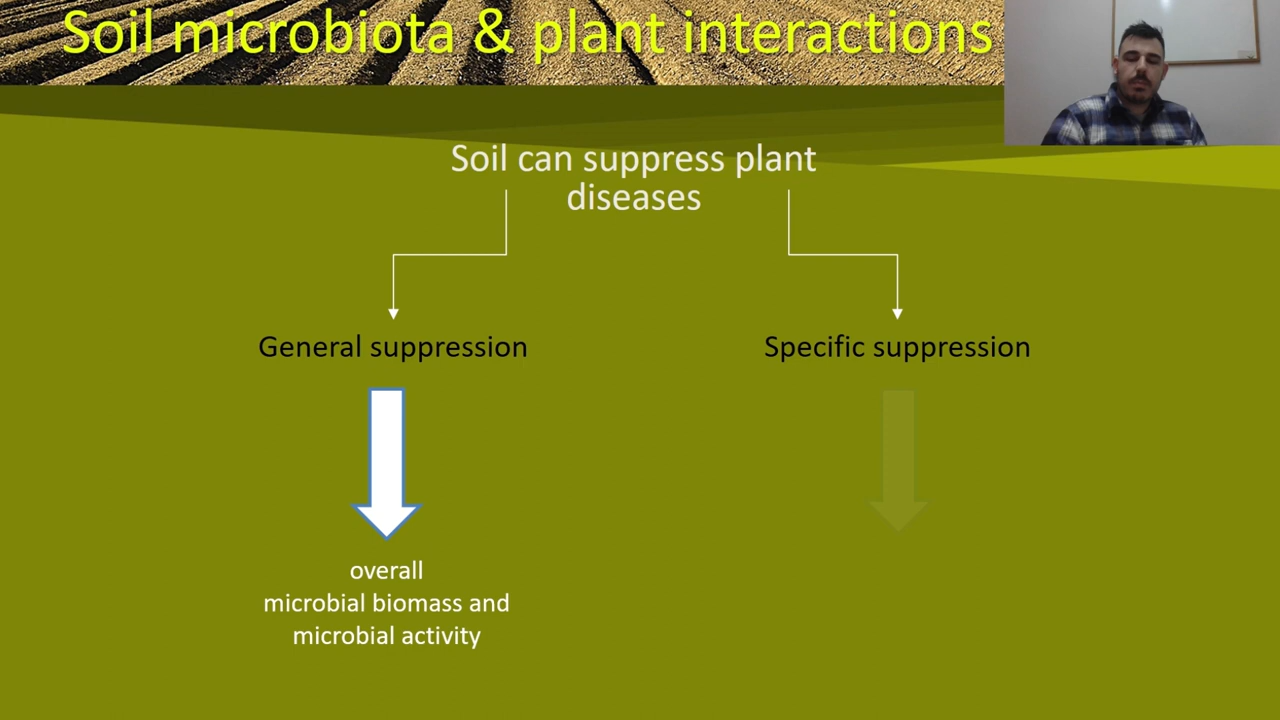 Soil microbiota & plant interactions
Soil can suppress plant
diseases
General suppression
Specific suppression
overall
microbial biomass and
microbial activity